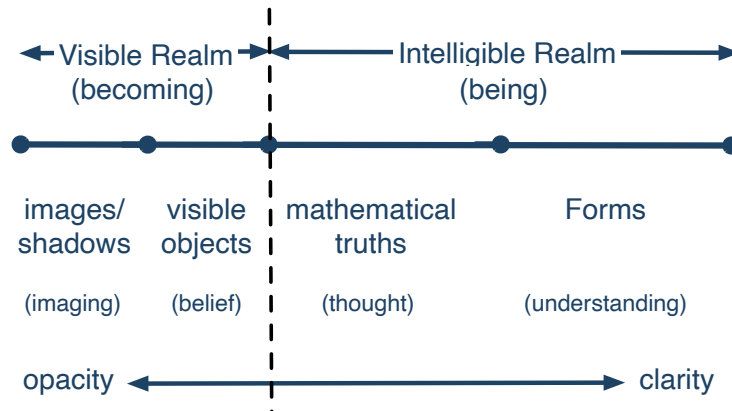 Visible Realm
(becoming)
Intelligible Realm
(being)
images/
shadows
visible
objects
mathematical
truths
Forms
(imaging)
(belief)
(thought)
(understanding)
opacity
clarity